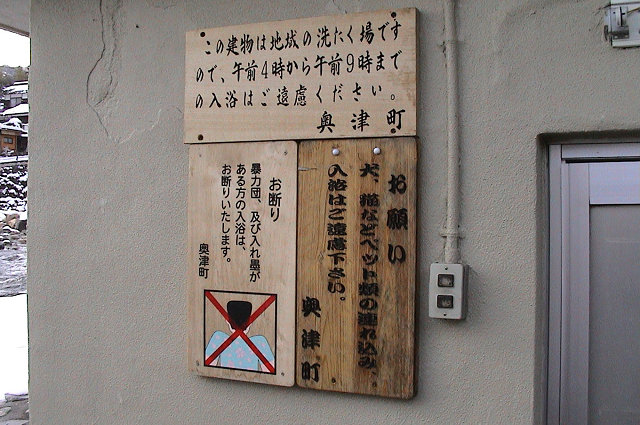 この建物は地域の洗たく場です
ので、午前4時から午前9時まで
の入浴はご遠慮ください。
奥津町
お願い
犬、猫などペット類の連れ込み、
入浴はご遠慮下さい。
奥津町
お断り
暴力団、及び入れ墨が
ある方の入浴は、
お断りいたします。
奥津町